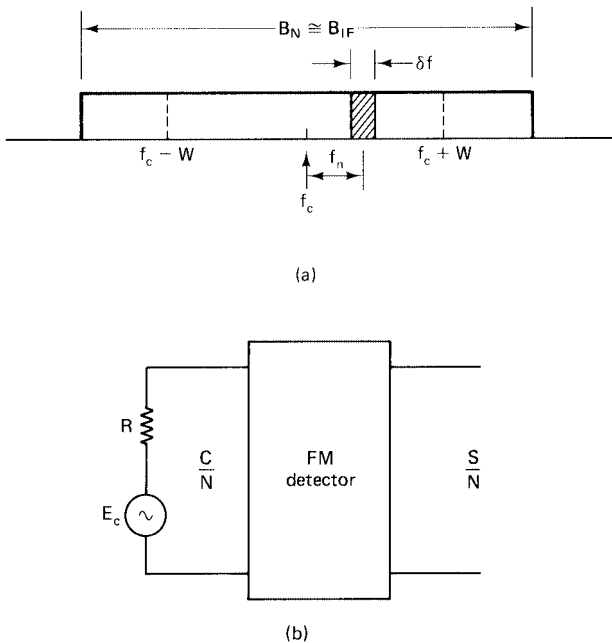 B_N ≅ B_IF
δf
f_c − W
f_n
f_c + W
f_c
(a)
R
C/N
FM
detector
S/N
E_c
(b)